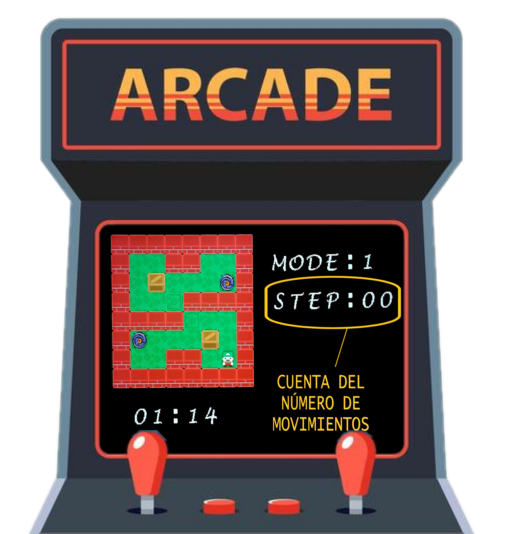 ARCADE
MODE:1
STEP:00
CUENTA DEL
NÚMERO DE
MOVIMIENTOS
01:14